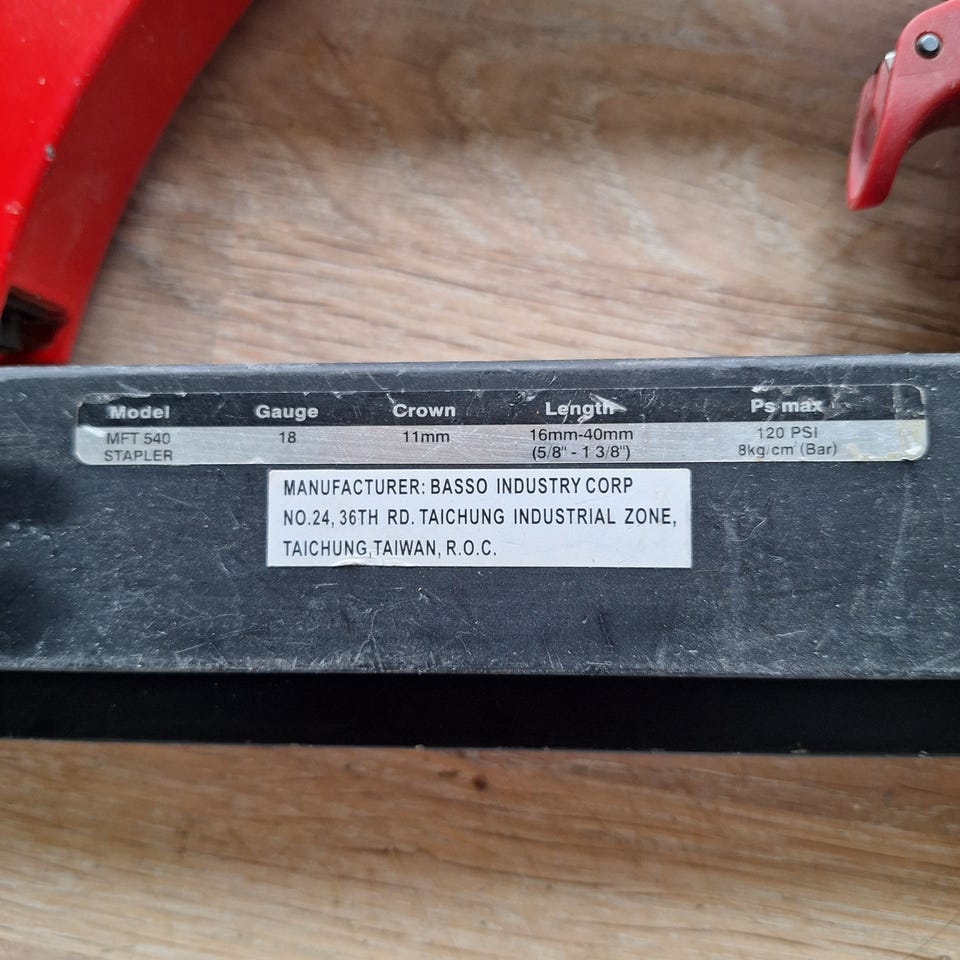 Model Gauge Crown Length Ps max
MFT 540 18 11mm 16mm-40mm 120 PSI
STAPLER (5/8" - 1 3/8") 8kg/cm² (Bar)
MANUFACTURER: BASSO INDUSTRY CORP
NO.24, 36TH RD. TAICHUNG INDUSTRIAL ZONE,
TAICHUNG, TAIWAN, R.O.C.